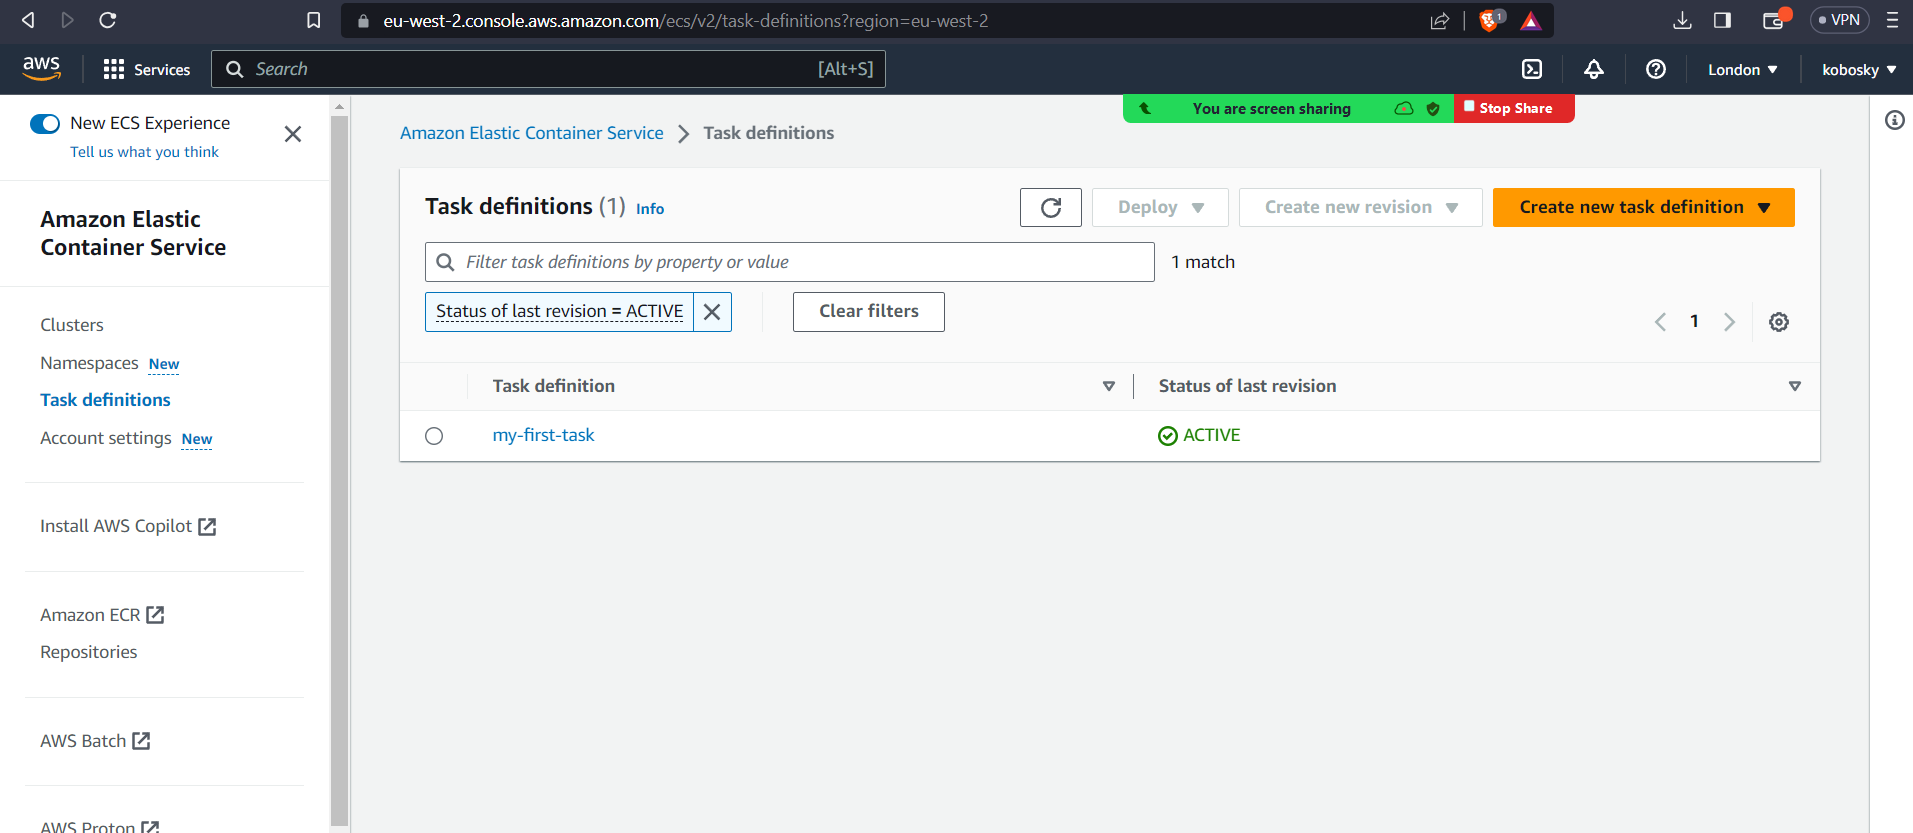 eu-west-2.console.aws.amazon.com/ecs/v2/task-definitions?region=eu-west-2
1
VPN
aws
Services
Search
[Alt+S]
London
kobosky
New ECS Experience
Tell us what you think
You are screen sharing
Stop Share
Amazon Elastic Container Service
Task definitions
Amazon Elastic
Container Service
Clusters
Namespaces New
Task definitions
Account settings New
Install AWS Copilot
Amazon ECR
Repositories
AWS Batch
AWS Proton
Task definitions (1) Info
Deploy
Create new revision
Create new task definition
Filter task definitions by property or value
1 match
Status of last revision = ACTIVE
Clear filters
1
Task definition
Status of last revision
my-first-task
ACTIVE